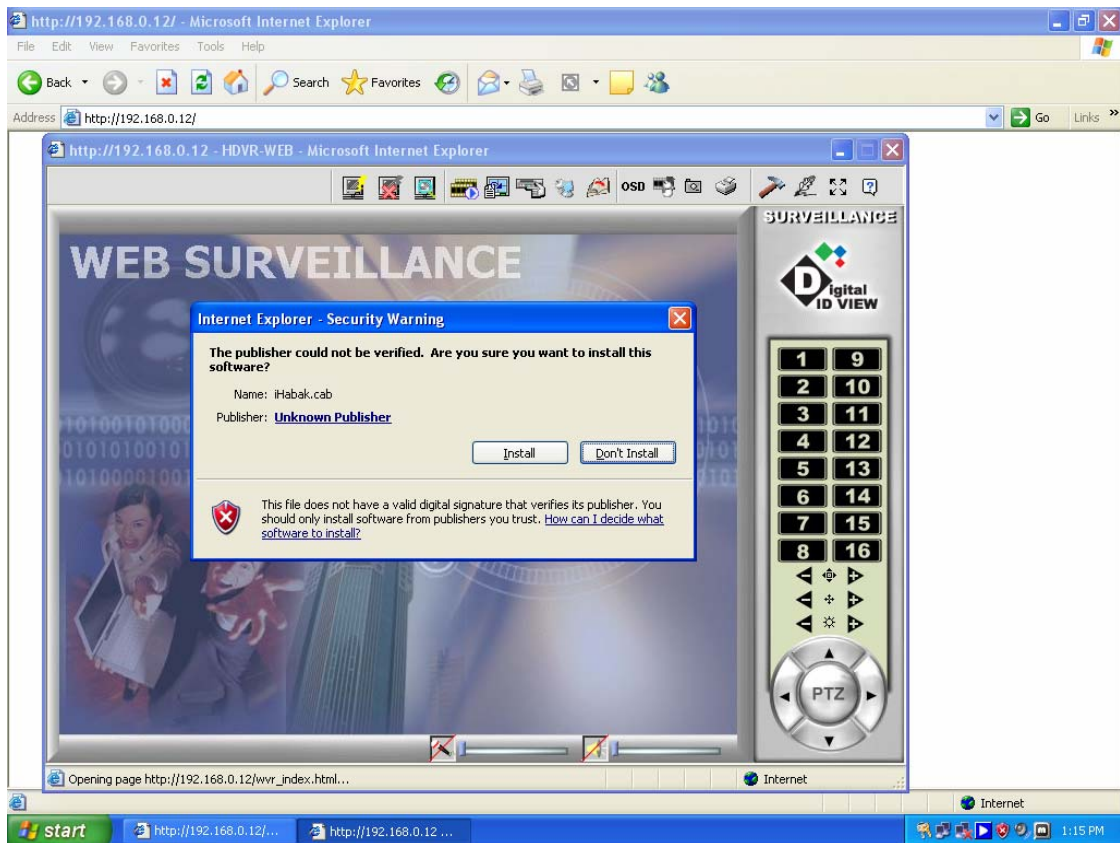 http://192.168.0.12/ - Microsoft Internet Explorer
File Edit View Favorites Tools Help
Back Search Favorites
Address http://192.168.0.12/ Go Links »
http://192.168.0.12 - HDVR-WEB - Microsoft Internet Explorer
OSD
SURVEILLANCE
WEB SURVEILLANCE
Digital
ID VIEW
Internet Explorer - Security Warning
The publisher could not be verified. Are you sure you want to install this
software?
Name: iHabak.cab
Publisher: Unknown Publisher
Install Don't Install
This file does not have a valid digital signature that verifies its publisher. You
should only install software from publishers you trust. How can I decide what
software to install?
1 9
2 10
3 11
4 12
5 13
6 14
7 15
8 16
PTZ
Opening page http://192.168.0.12/wvr_index.html... Internet
Internet
start http://192.168.0.12/... http://192.168.0.12 ... 1:15 PM